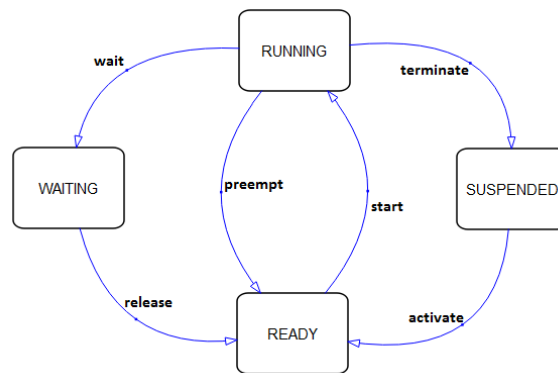 RUNNING
wait
terminate
WAITING
preempt
start
SUSPENDED
release
READY
activate